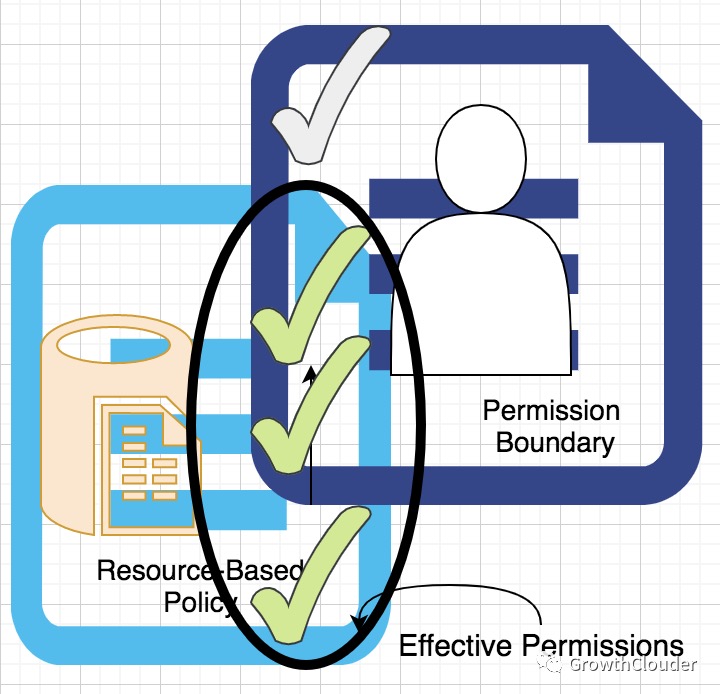 Permission
Boundary
Resource-Based
Policy
Effective Permissions
GrowthClouder